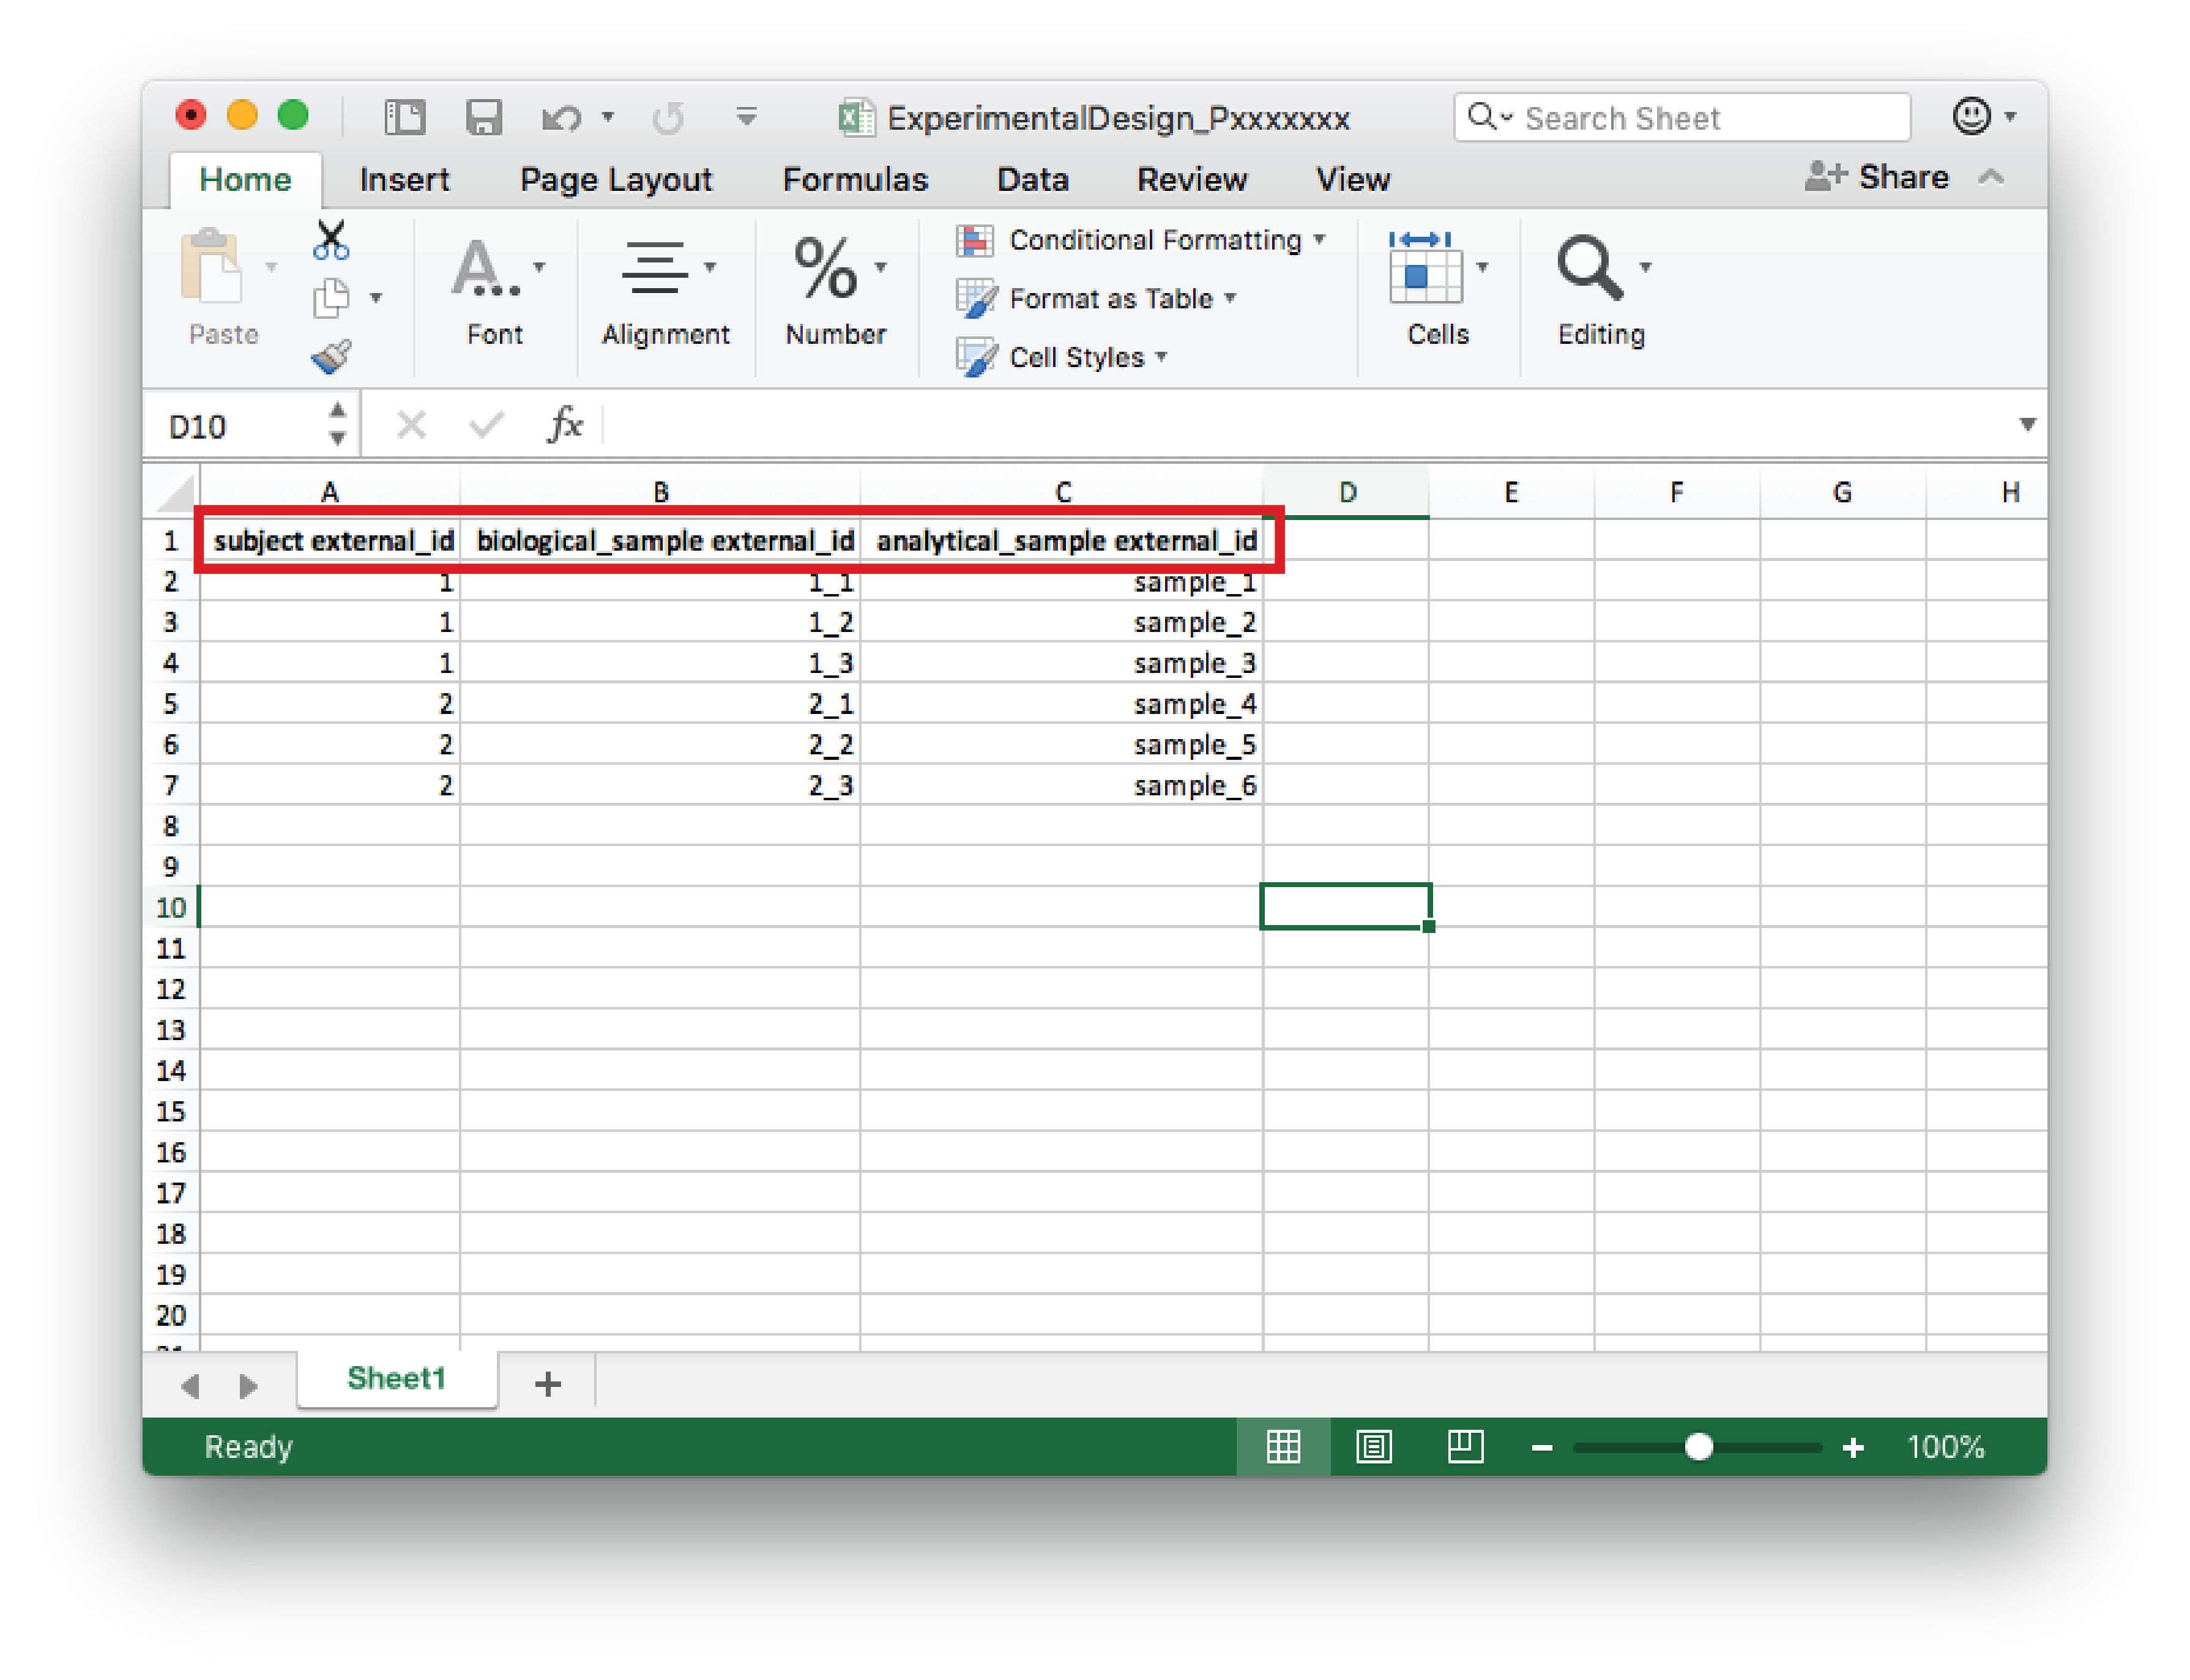 ExperimentalDesign_Pxxxxxxx Search Sheet
Home Insert Page Layout Formulas Data Review View Share
Paste Font Alignment Number Conditional Formatting Format as Table Cell Styles Cells Editing
D10 fx
A B C D E F G H
1 subject external_id biological_sample external_id analytical_sample external_id
2 1 1_1 sample_1
3 1 1_2 sample_2
4 1 1_3 sample_3
5 2 2_1 sample_4
6 2 2_2 sample_5
7 2 2_3 sample_6
8
9
10
11
12
13
14
15
16
17
18
19
20
Sheet1
Ready 100%